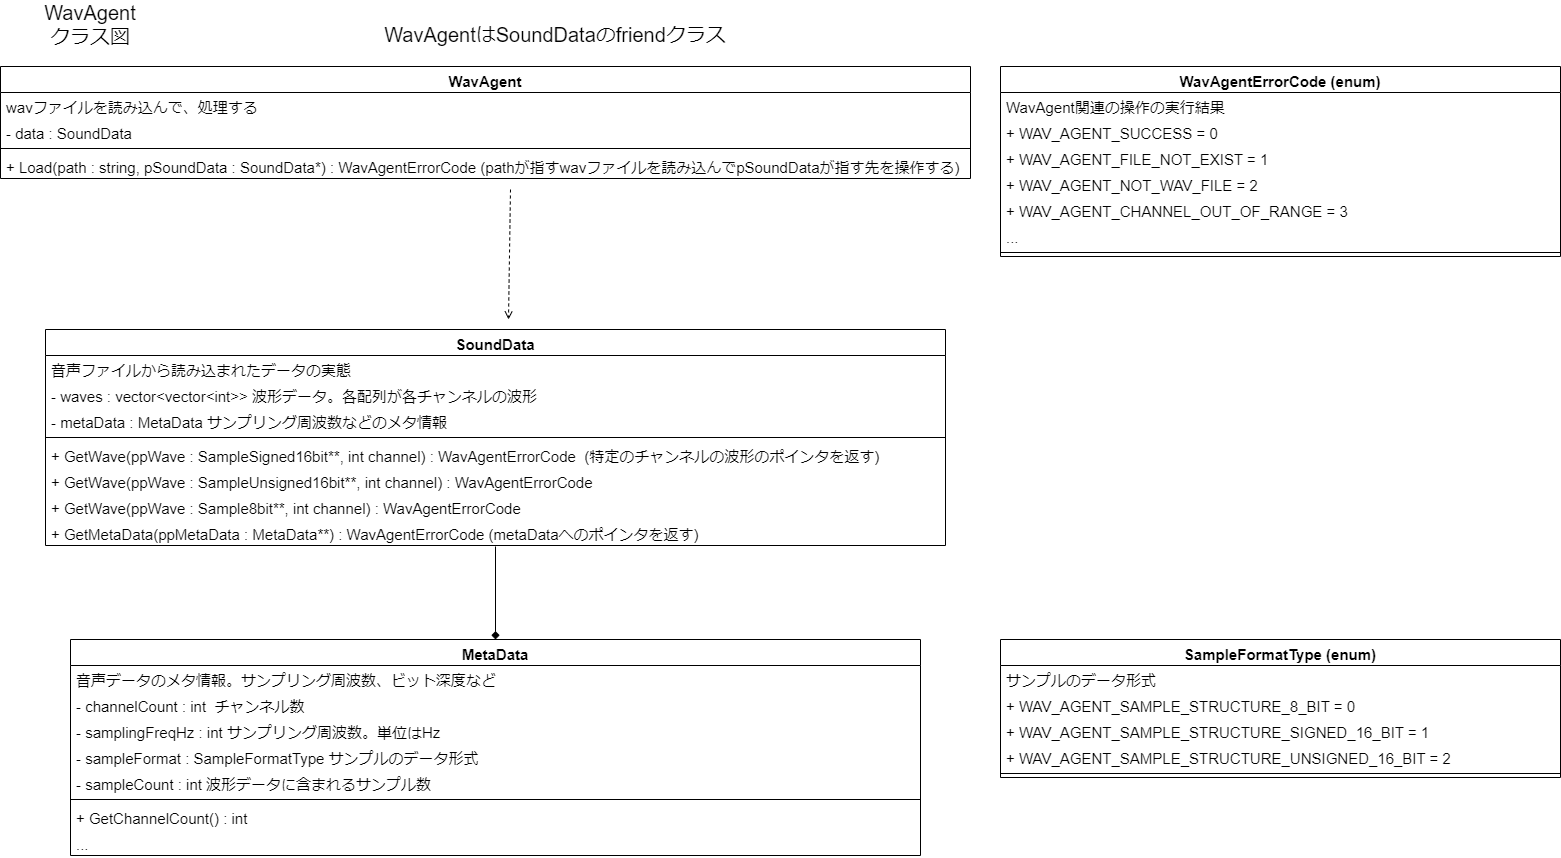 WavAgent
クラス図
WavAgentはSoundDataのfriendクラス
WavAgent
wavファイルを読み込んで、処理する
- data : SoundData
+ Load(path : string, pSoundData : SoundData*) : WavAgentErrorCode (pathが指すwavファイルを読み込んでpSoundDataが指す先を操作する)
WavAgentErrorCode (enum)
WavAgent関連の操作の実行結果
+ WAV_AGENT_SUCCESS = 0
+ WAV_AGENT_FILE_NOT_EXIST = 1
+ WAV_AGENT_NOT_WAV_FILE = 2
+ WAV_AGENT_CHANNEL_OUT_OF_RANGE = 3
...
SoundData
音声ファイルから読み込まれたデータの実態
- waves : vector<vector<int>> 波形データ。各配列が各チャンネルの波形
- metaData : MetaData サンプリング周波数などのメタ情報
+ GetWave(ppWave : SampleSigned16bit**, int channel) : WavAgentErrorCode  (特定のチャンネルの波形のポインタを返す)
+ GetWave(ppWave : SampleUnsigned16bit**, int channel) : WavAgentErrorCode
+ GetWave(ppWave : Sample8bit**, int channel) : WavAgentErrorCode
+ GetMetaData(ppMetaData : MetaData**) : WavAgentErrorCode (metaDataへのポインタを返す)
MetaData
音声データのメタ情報。サンプリング周波数、ビット深度など
- channelCount : int  チャンネル数
- samplingFreqHz : int サンプリング周波数。単位はHz
- sampleFormat : SampleFormatType サンプルのデータ形式
- sampleCount : int 波形データに含まれるサンプル数
+ GetChannelCount() : int
...
SampleFormatType (enum)
サンプルのデータ形式
+ WAV_AGENT_SAMPLE_STRUCTURE_8_BIT = 0
+ WAV_AGENT_SAMPLE_STRUCTURE_SIGNED_16_BIT = 1
+ WAV_AGENT_SAMPLE_STRUCTURE_UNSIGNED_16_BIT = 2